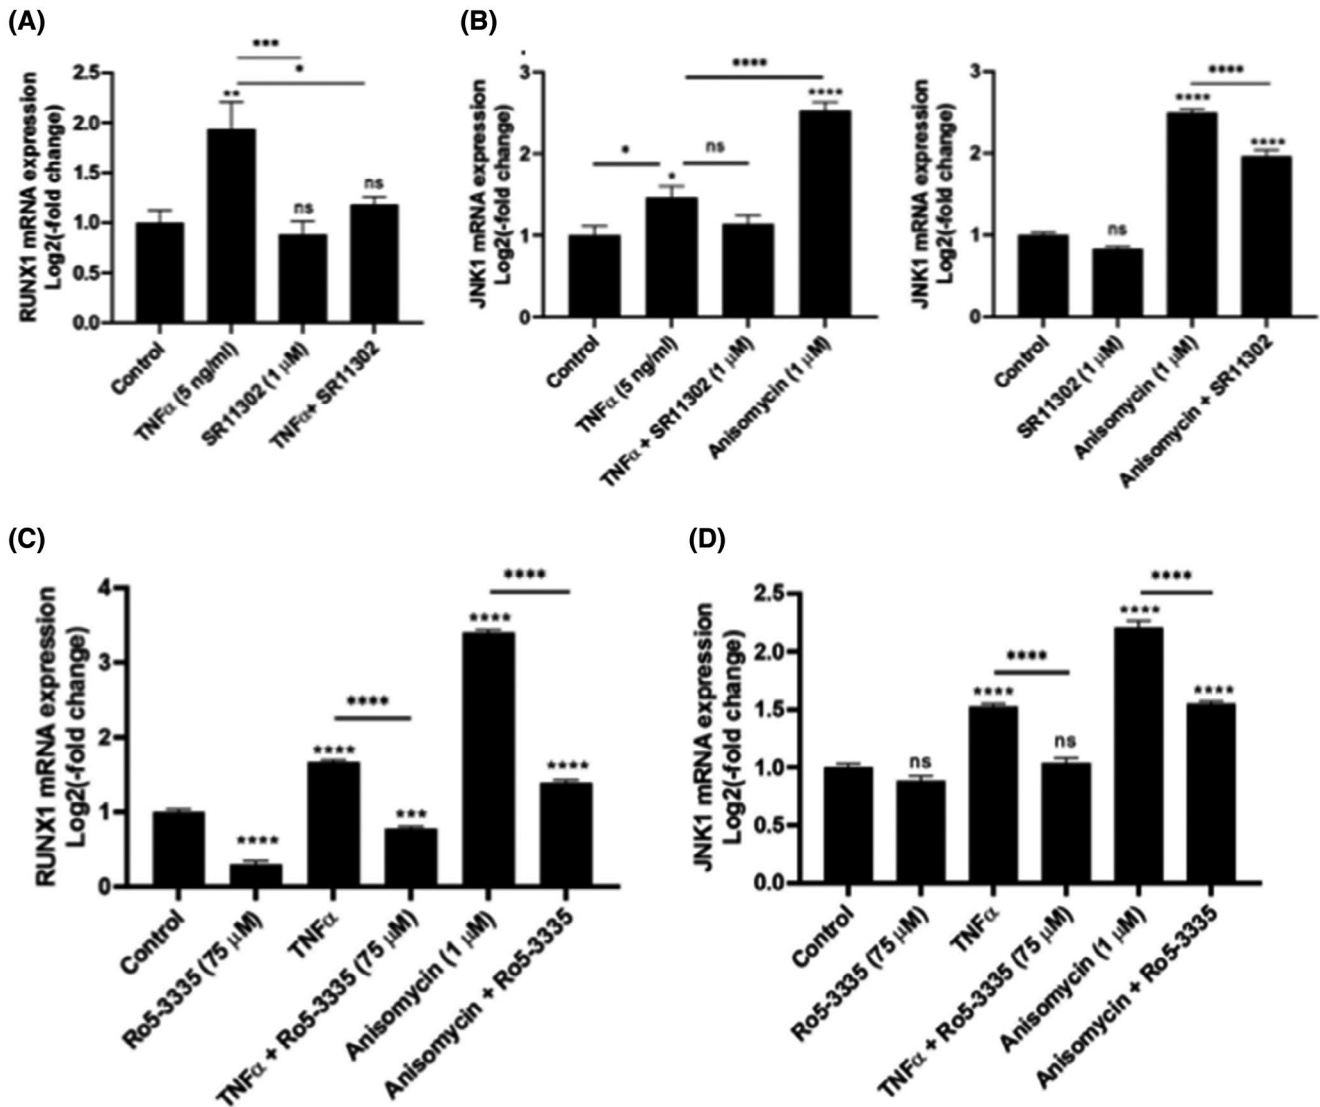 (A)
RUNX1 mRNA expression
Log2(-fold change)
2.5
2.0
1.5
1.0
0.5
0.0
***
*
**
ns
ns
Control
TNFα (5 ng/ml)
SR11302 (1 μM)
TNFα+ SR11302
(B)
JNK1 mRNA expression
Log2(-fold change)
3
2
1
0
****
****
*
ns
*
Control
TNFα (5 ng/ml)
TNFα + SR11302 (1 μM)
Anisomycin (1 μM)
JNK1 mRNA expression
Log2(-fold change)
3
2
1
0
****
****
****
ns
Control
SR11302 (1 μM)
Anisomycin (1 μM)
Anisomycin + SR11302
(C)
RUNX1 mRNA expression
Log2(-fold change)
4
3
2
1
0
****
****
****
****
****
***
****
Control
Ro5-3335 (75 μM)
TNFα
TNFα + Ro5-3335 (75 μM)
Anisomycin (1 μM)
Anisomycin + Ro5-3335
(D)
JNK1 mRNA expression
Log2(-fold change)
2.5
2.0
1.5
1.0
0.5
0.0
****
****
****
****
****
ns
ns
Control
Ro5-3335 (75 μM)
TNFα
TNFα + Ro5-3335 (75 μM)
Anisomycin (1 μM)
Anisomycin + Ro5-3335